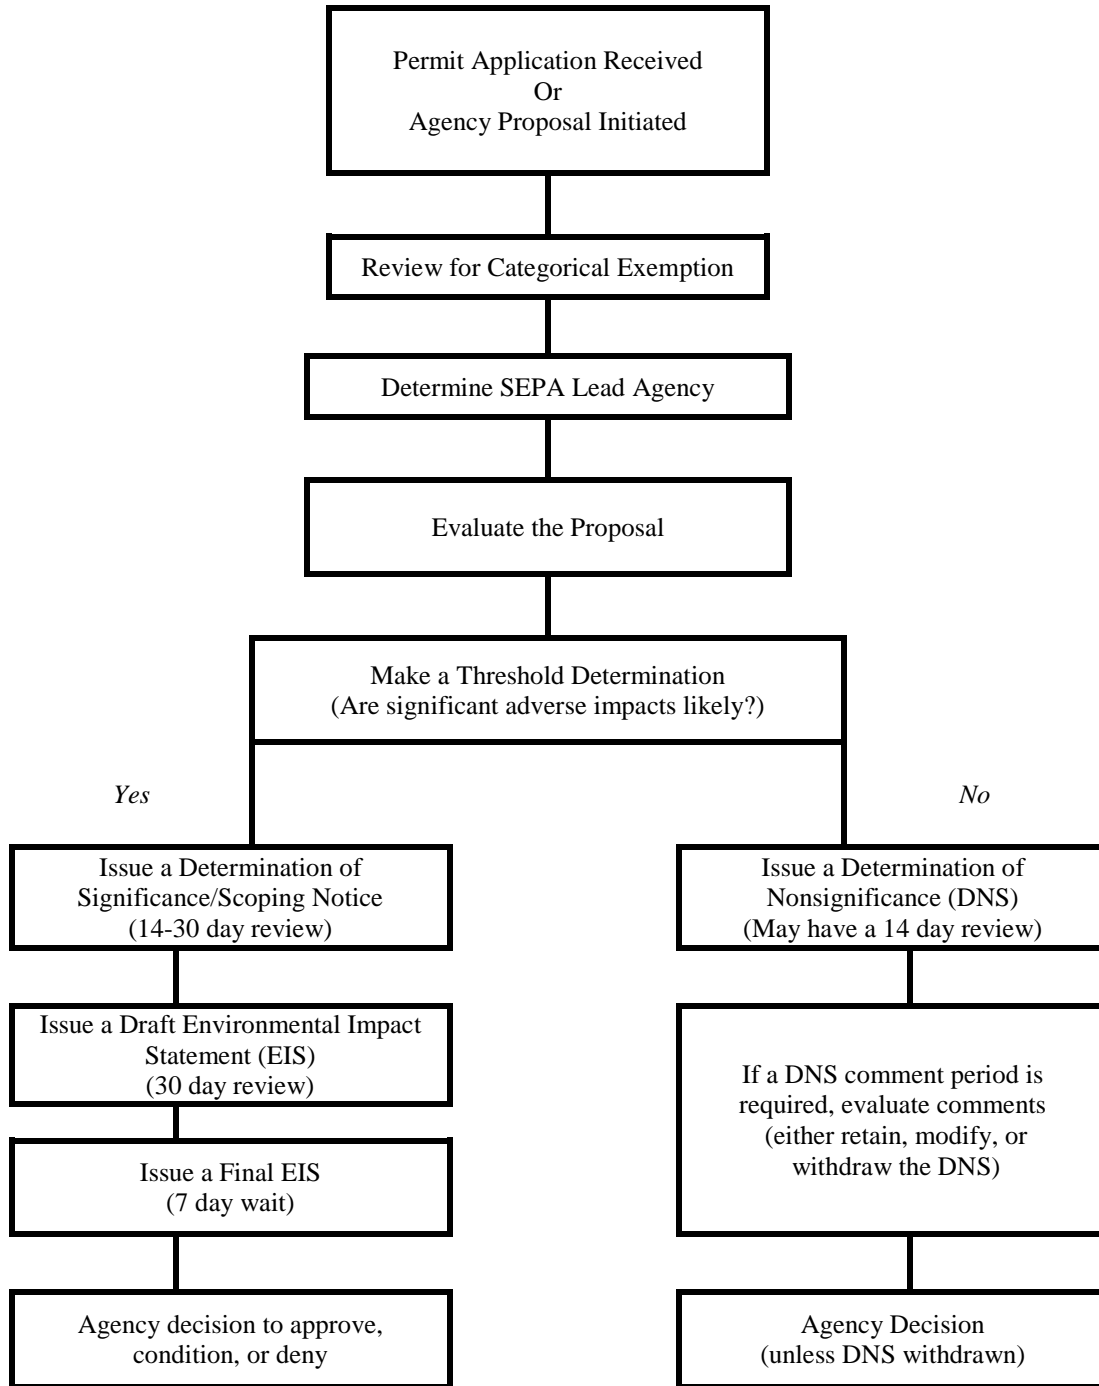 Permit Application Received
Or
Agency Proposal Initiated
Review for Categorical Exemption
Determine SEPA Lead Agency
Evaluate the Proposal
Make a Threshold Determination
(Are significant adverse impacts likely?)
Yes
No
Issue a Determination of
Significance/Scoping Notice
(14-30 day review)
Issue a Determination of
Nonsignificance (DNS)
(May have a 14 day review)
Issue a Draft Environmental Impact
Statement (EIS)
(30 day review)
If a DNS comment period is
required, evaluate comments
(either retain, modify, or
withdraw the DNS)
Issue a Final EIS
(7 day wait)
Agency decision to approve,
condition, or deny
Agency Decision
(unless DNS withdrawn)